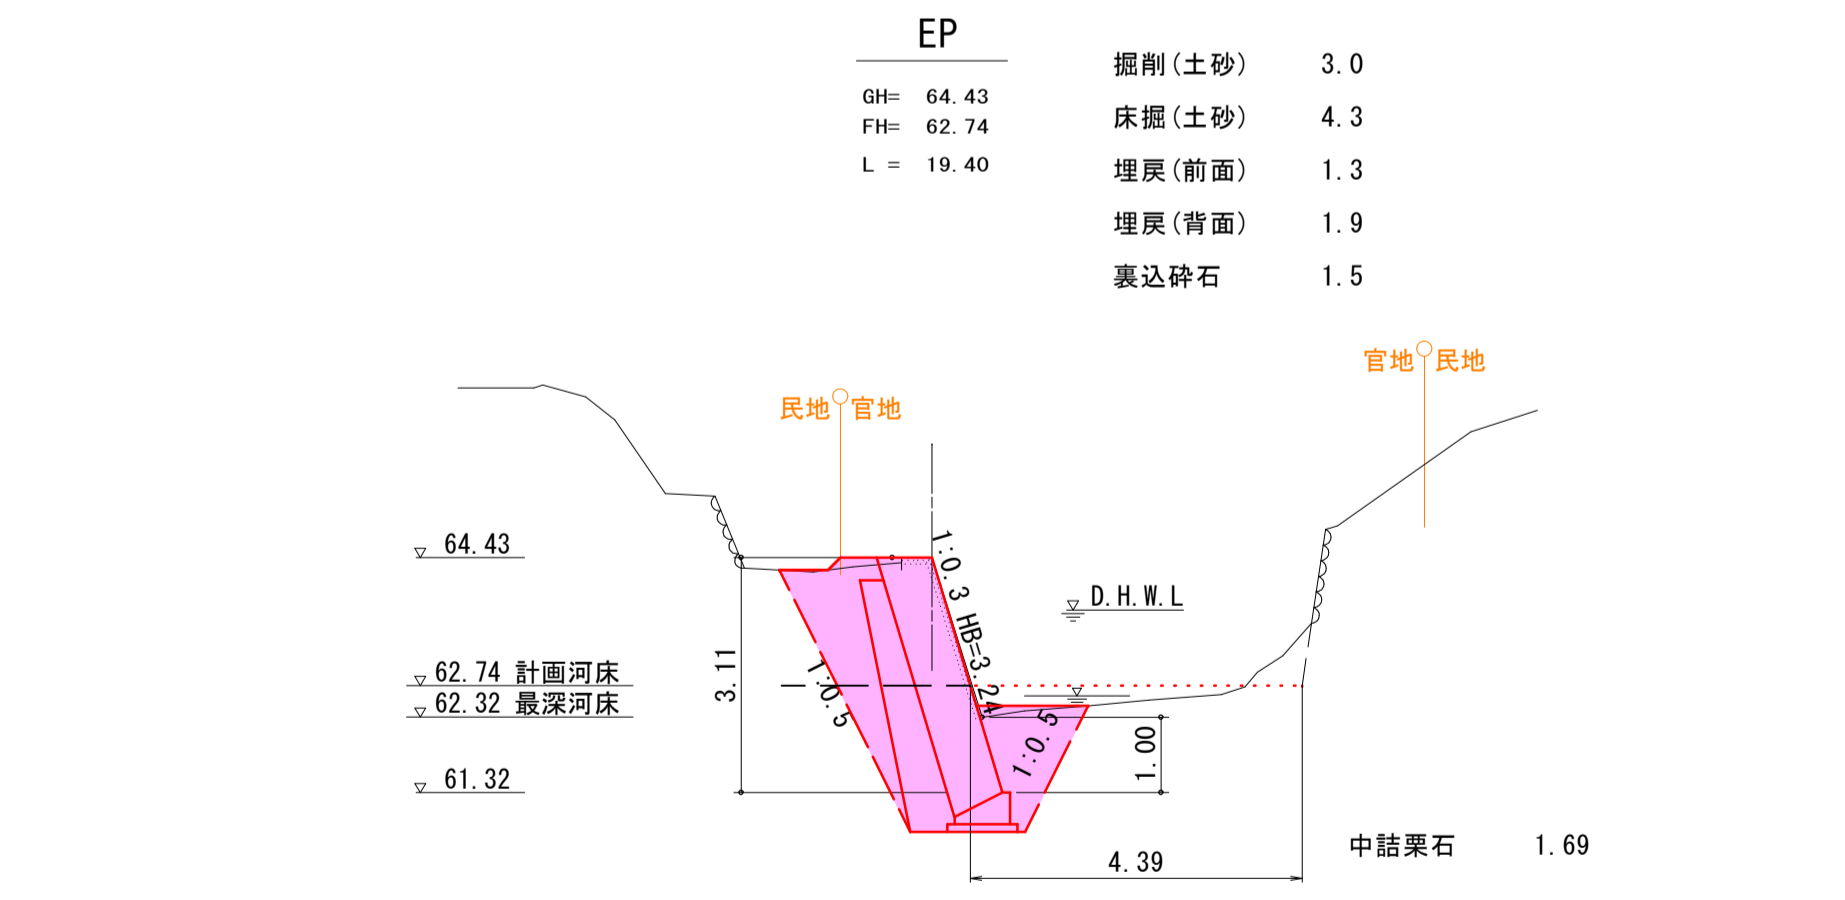 EP
GH= 64.43
FH= 62.74
L = 19.40
掘削(土砂) 3.0
床掘(土砂) 4.3
埋戻(前面) 1.3
埋戻(背面) 1.9
裏込砕石 1.5
官地 民地
民地 官地
64.43
1:0.3 HB=3.24
D.H.W.L
62.74 計画河床
62.32 最深河床
3.11
1:0.5
1:0.5
1.00
61.32
4.39
中詰栗石 1.69